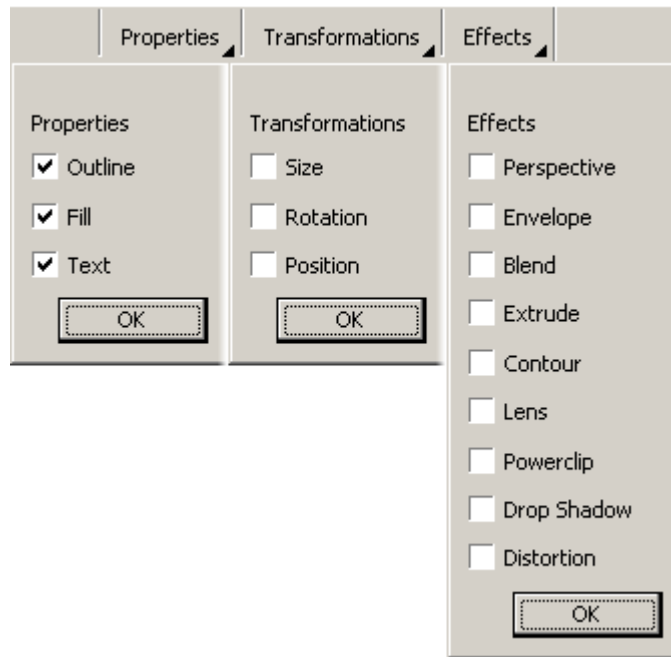 Properties Transformations Effects
Properties
Outline
Fill
Text
OK
Transformations
Size
Rotation
Position
OK
Effects
Perspective
Envelope
Blend
Extrude
Contour
Lens
Powerclip
Drop Shadow
Distortion
OK